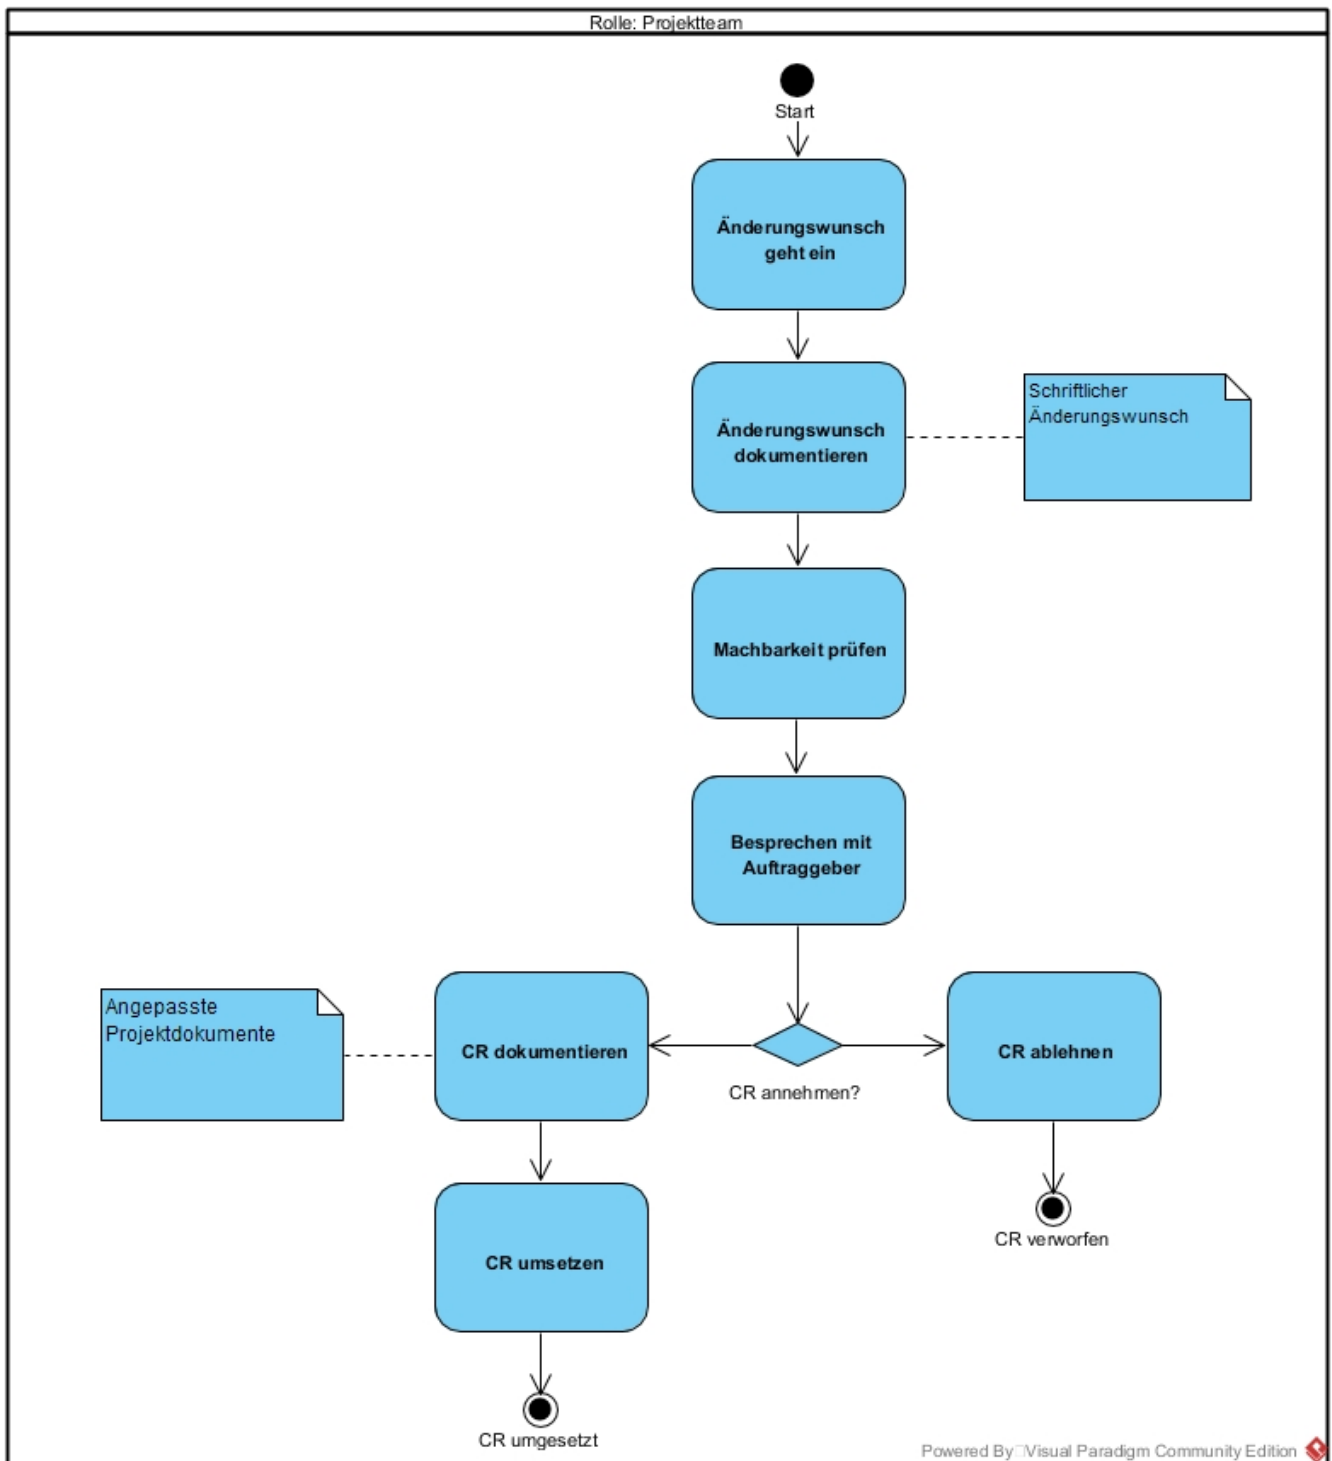 Rolle: Projektteam
Start
Änderungswunsch
geht ein
Änderungswunsch
dokumentieren
Schriftlicher
Änderungswunsch
Machbarkeit prüfen
Besprechen mit
Auftraggeber
Angepasste
Projektdokumente
CR dokumentieren
CR annehmen?
CR ablehnen
CR umsetzen
CR verworfen
CR umgesetzt
Powered By Visual Paradigm Community Edition